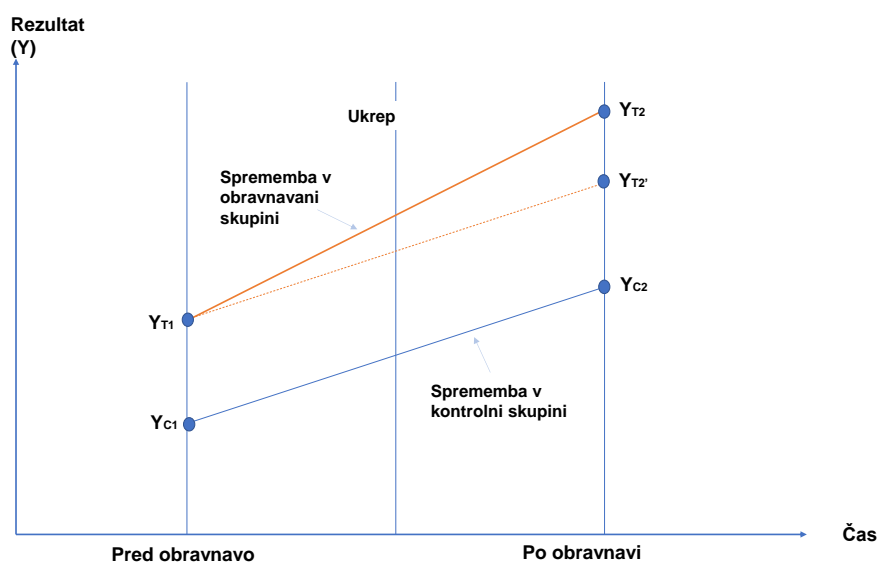 Rezultat
(Y)
Ukrep
YT2
Sprememba v
obravnavani
skupini
YT2'
YC2
YT1
Sprememba v
kontrolni skupini
YC1
Čas
Pred obravnavo
Po obravnavi